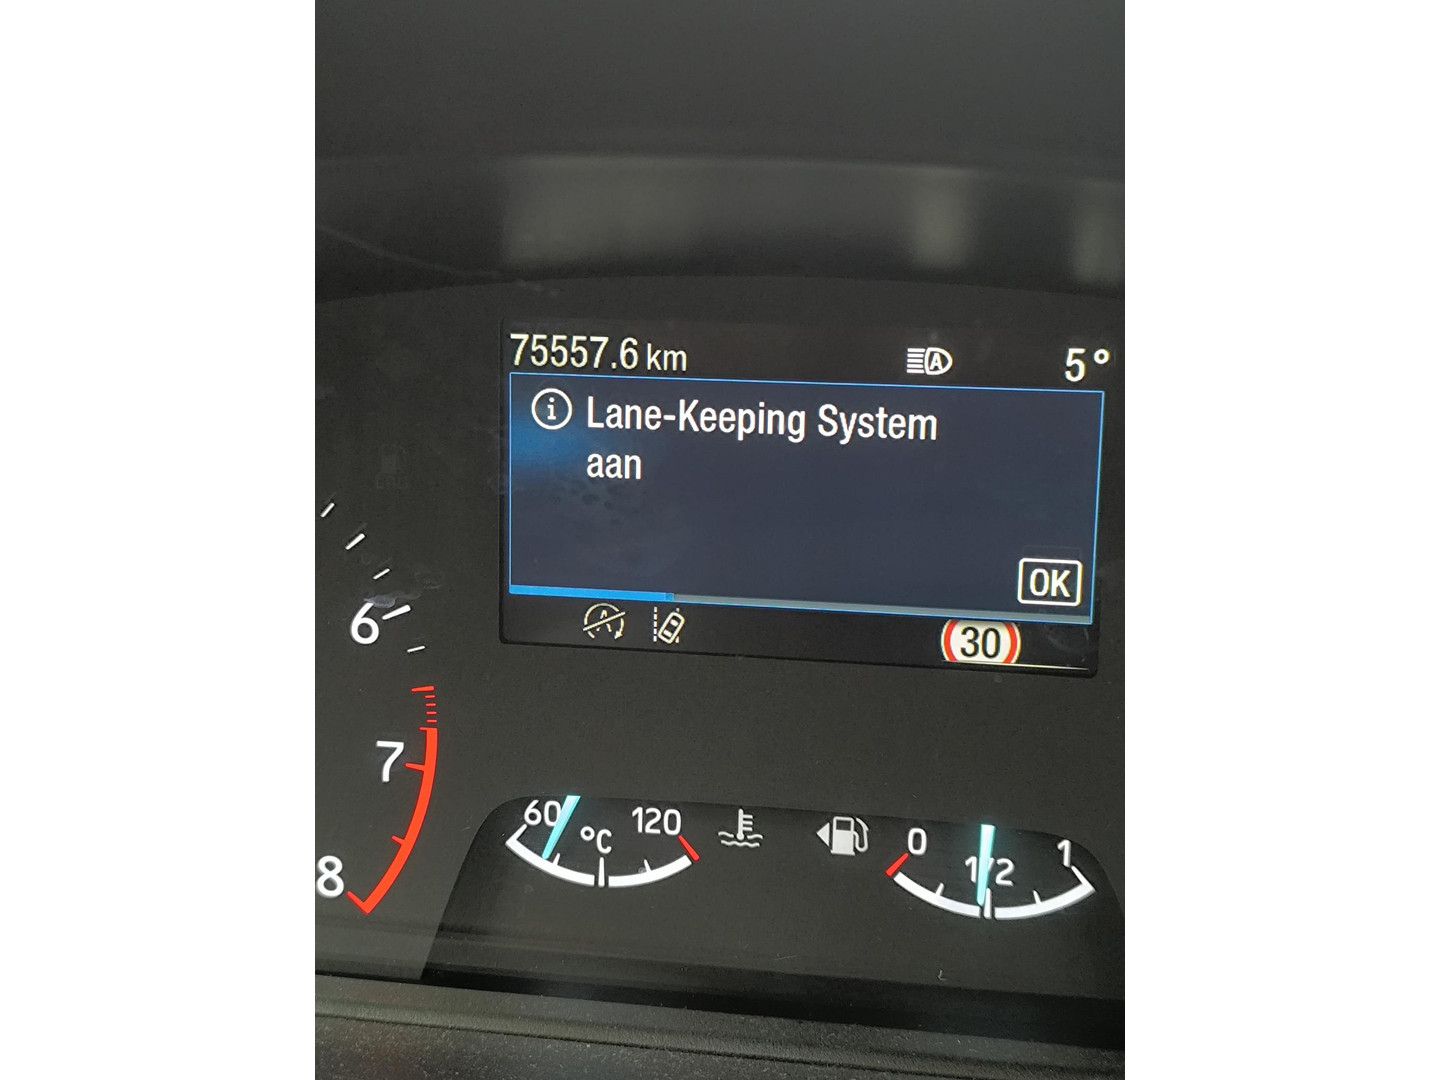 75557.6 km A 5°
i Lane-Keeping System
aan
OK
A 30
6
7
8
60 °C 120
0 1/2 1